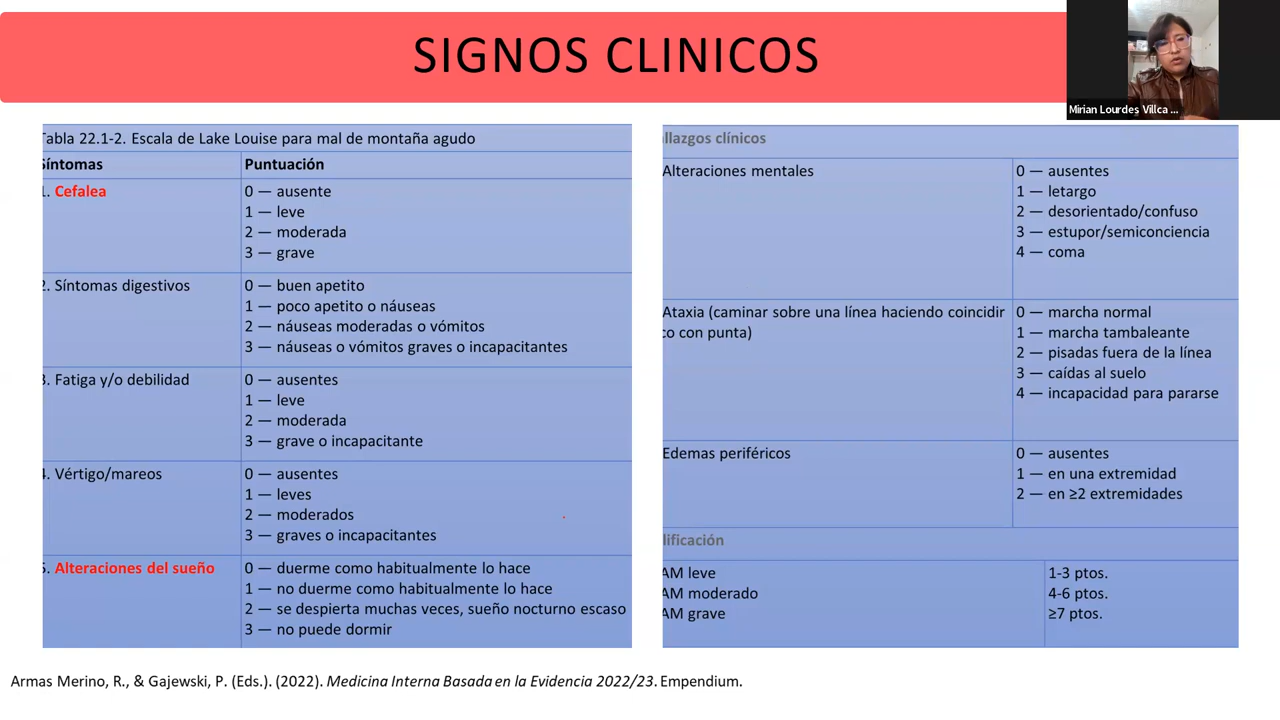 SIGNOS CLINICOS
Mirian Lourdes Villca ...
Tabla 22.1-2. Escala de Lake Louise para mal de montaña agudo
Síntomas
Puntuación
1. Cefalea
0 — ausente
1 — leve
2 — moderada
3 — grave
2. Síntomas digestivos
0 — buen apetito
1 — poco apetito o náuseas
2 — náuseas moderadas o vómitos
3 — náuseas o vómitos graves o incapacitantes
3. Fatiga y/o debilidad
0 — ausentes
1 — leve
2 — moderada
3 — grave o incapacitante
4. Vértigo/mareos
0 — ausentes
1 — leves
2 — moderados
3 — graves o incapacitantes
5. Alteraciones del sueño
0 — duerme como habitualmente lo hace
1 — no duerme como habitualmente lo hace
2 — se despierta muchas veces, sueño nocturno escaso
3 — no puede dormir
llazgos clínicos
Alteraciones mentales
0 — ausentes
1 — letargo
2 — desorientado/confuso
3 — estupor/semiconciencia
4 — coma
Ataxia (caminar sobre una línea haciendo coincidir
co con punta)
0 — marcha normal
1 — marcha tambaleante
2 — pisadas fuera de la línea
3 — caídas al suelo
4 — incapacidad para pararse
Edemas periféricos
0 — ausentes
1 — en una extremidad
2 — en ≥2 extremidades
lificación
AM leve
1-3 ptos.
AM moderado
4-6 ptos.
AM grave
≥7 ptos.
Armas Merino, R., & Gajewski, P. (Eds.). (2022). Medicina Interna Basada en la Evidencia 2022/23. Empendium.